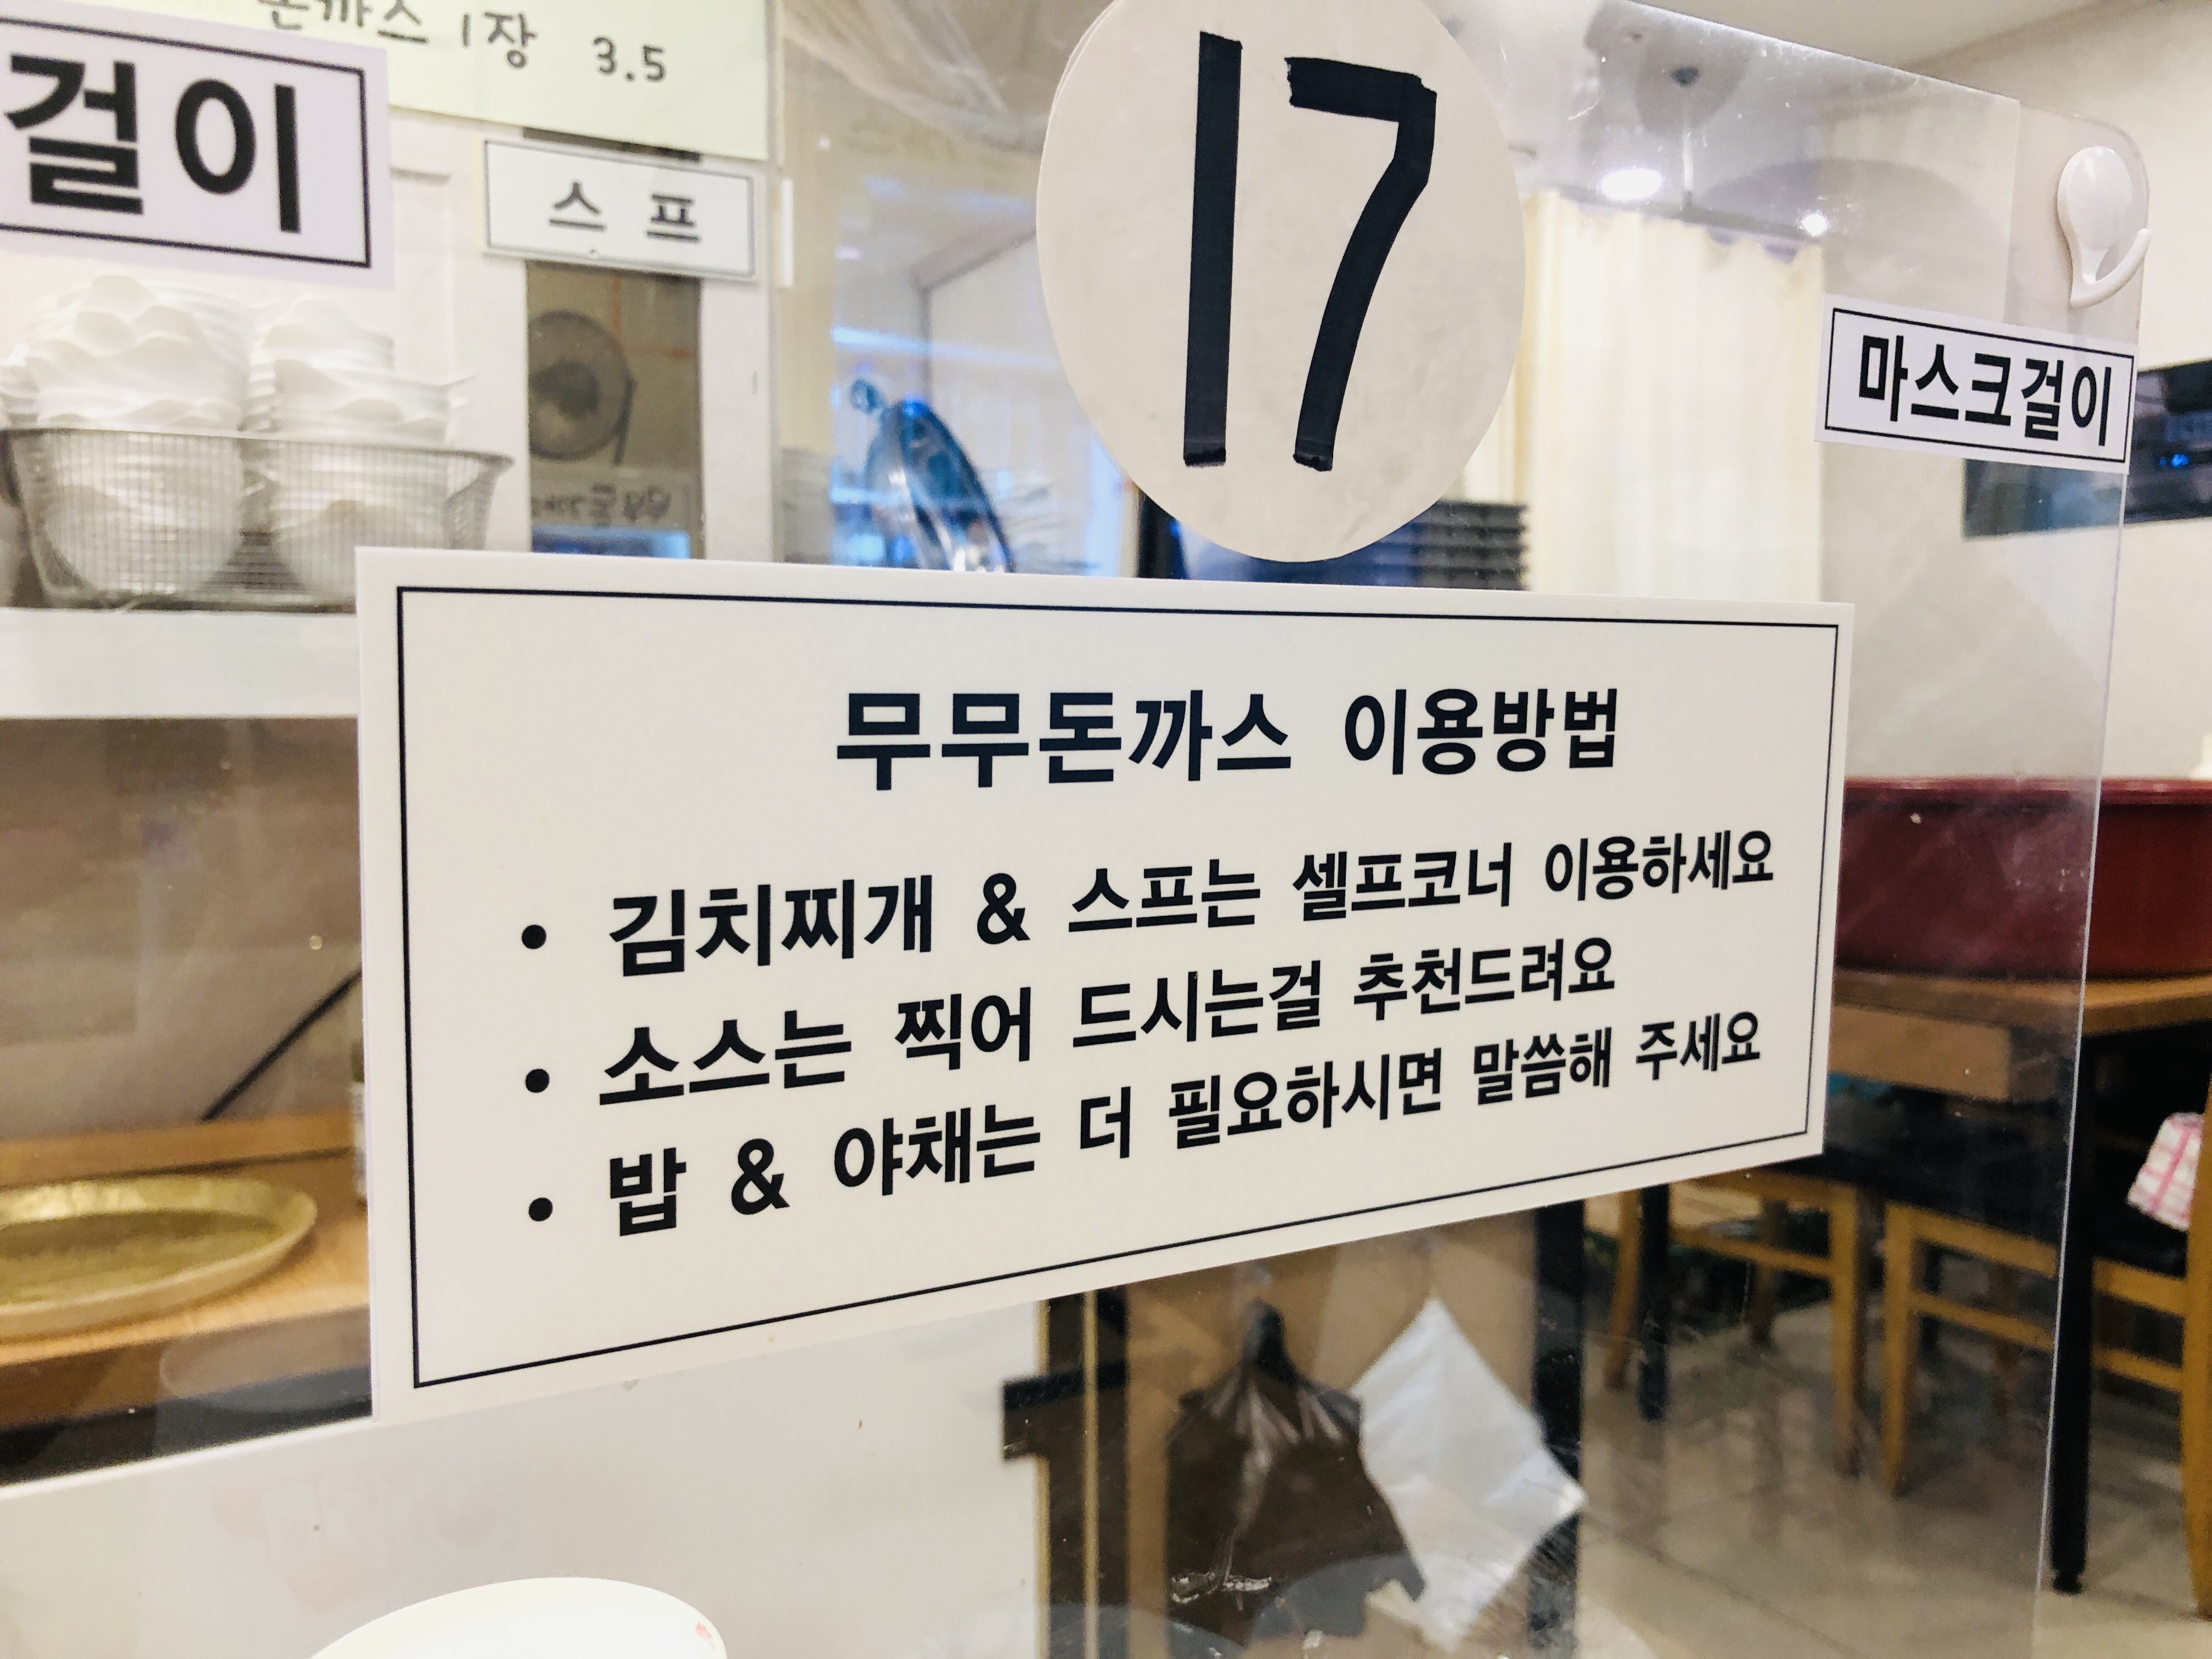 돈까스 1장 3.5
걸이
스 프
17
마스크걸이
무무돈까스 이용방법
• 김치찌개 & 스프는 셀프코너 이용하세요
• 소스는 찍어 드시는걸 추천드려요
• 밥 & 야채는 더 필요하시면 말씀해 주세요